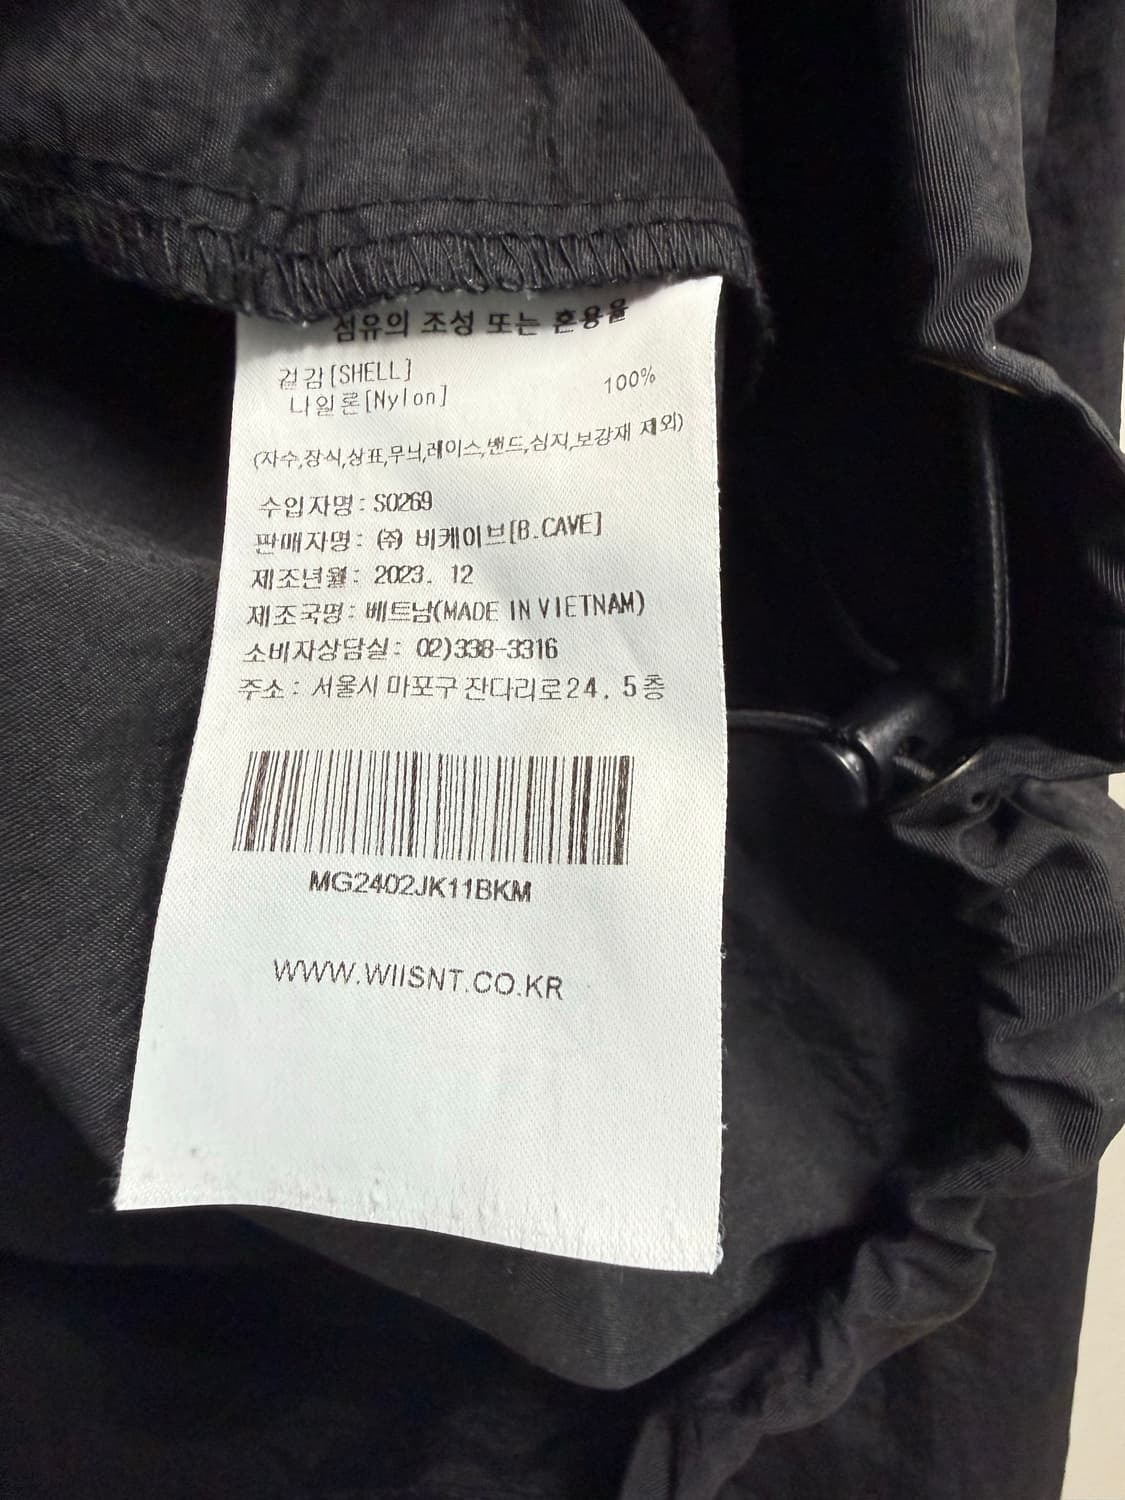 섬유의 조성 또는 혼용율
겉감[SHELL]
나일론[Nylon] 100%
(자수,장식,상표,무늬,레이스,밴드,심지,보강재 제외)
수입자명: S0269
판매자명: ㈜ 비케이브[B.CAVE]
제조년월: 2023. 12
제조국명: 베트남(MADE IN VIETNAM)
소비자상담실: 02)338-3316
주소: 서울시 마포구 잔다리로24, 5층
MG2402JK11BKM
WWW.WIISNT.CO.KR